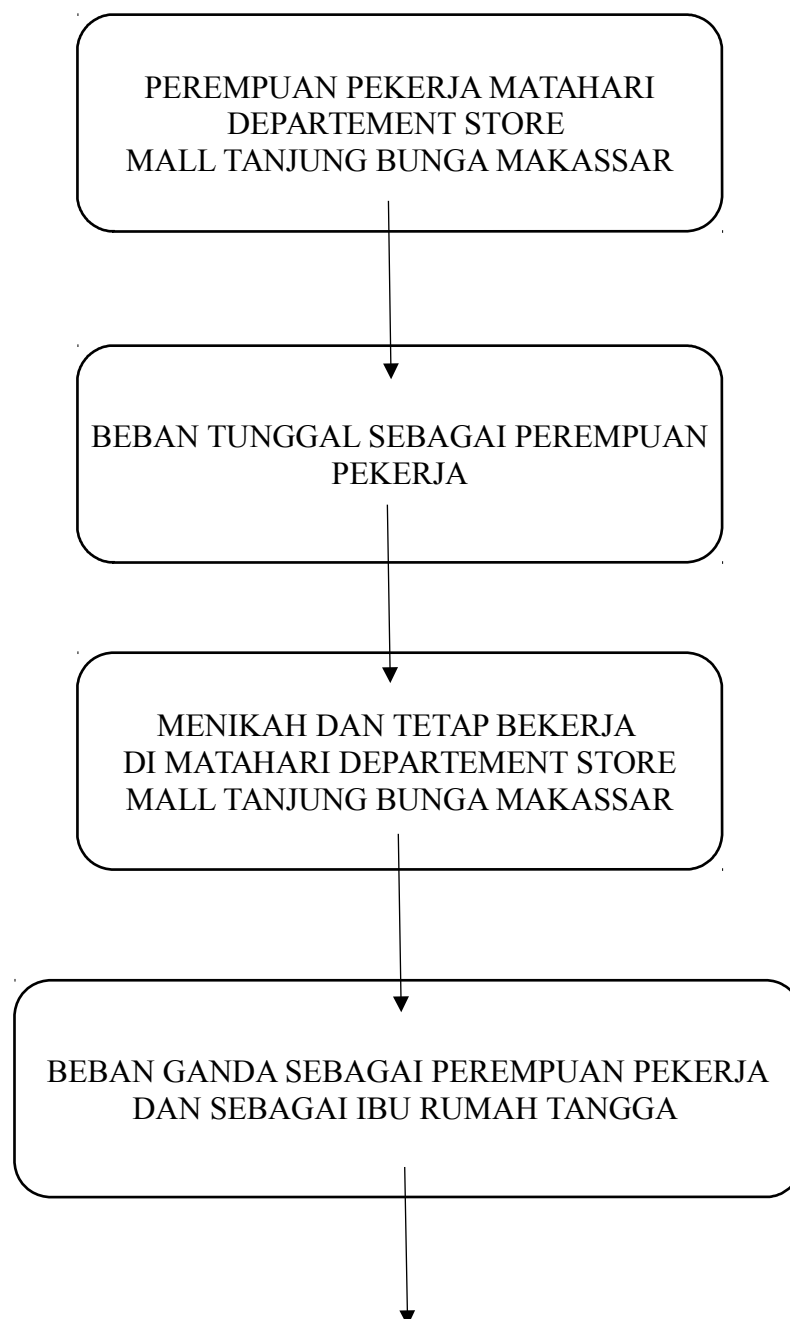 PEREMPUAN PEKERJA MATAHARI
DEPARTEMENT STORE
MALL TANJUNG BUNGA MAKASSAR
BEBAN TUNGGAL SEBAGAI PEREMPUAN
PEKERJA
MENIKAH DAN TETAP BEKERJA
DI MATAHARI DEPARTEMENT STORE
MALL TANJUNG BUNGA MAKASSAR
BEBAN GANDA SEBAGAI PEREMPUAN PEKERJA
DAN SEBAGAI IBU RUMAH TANGGA